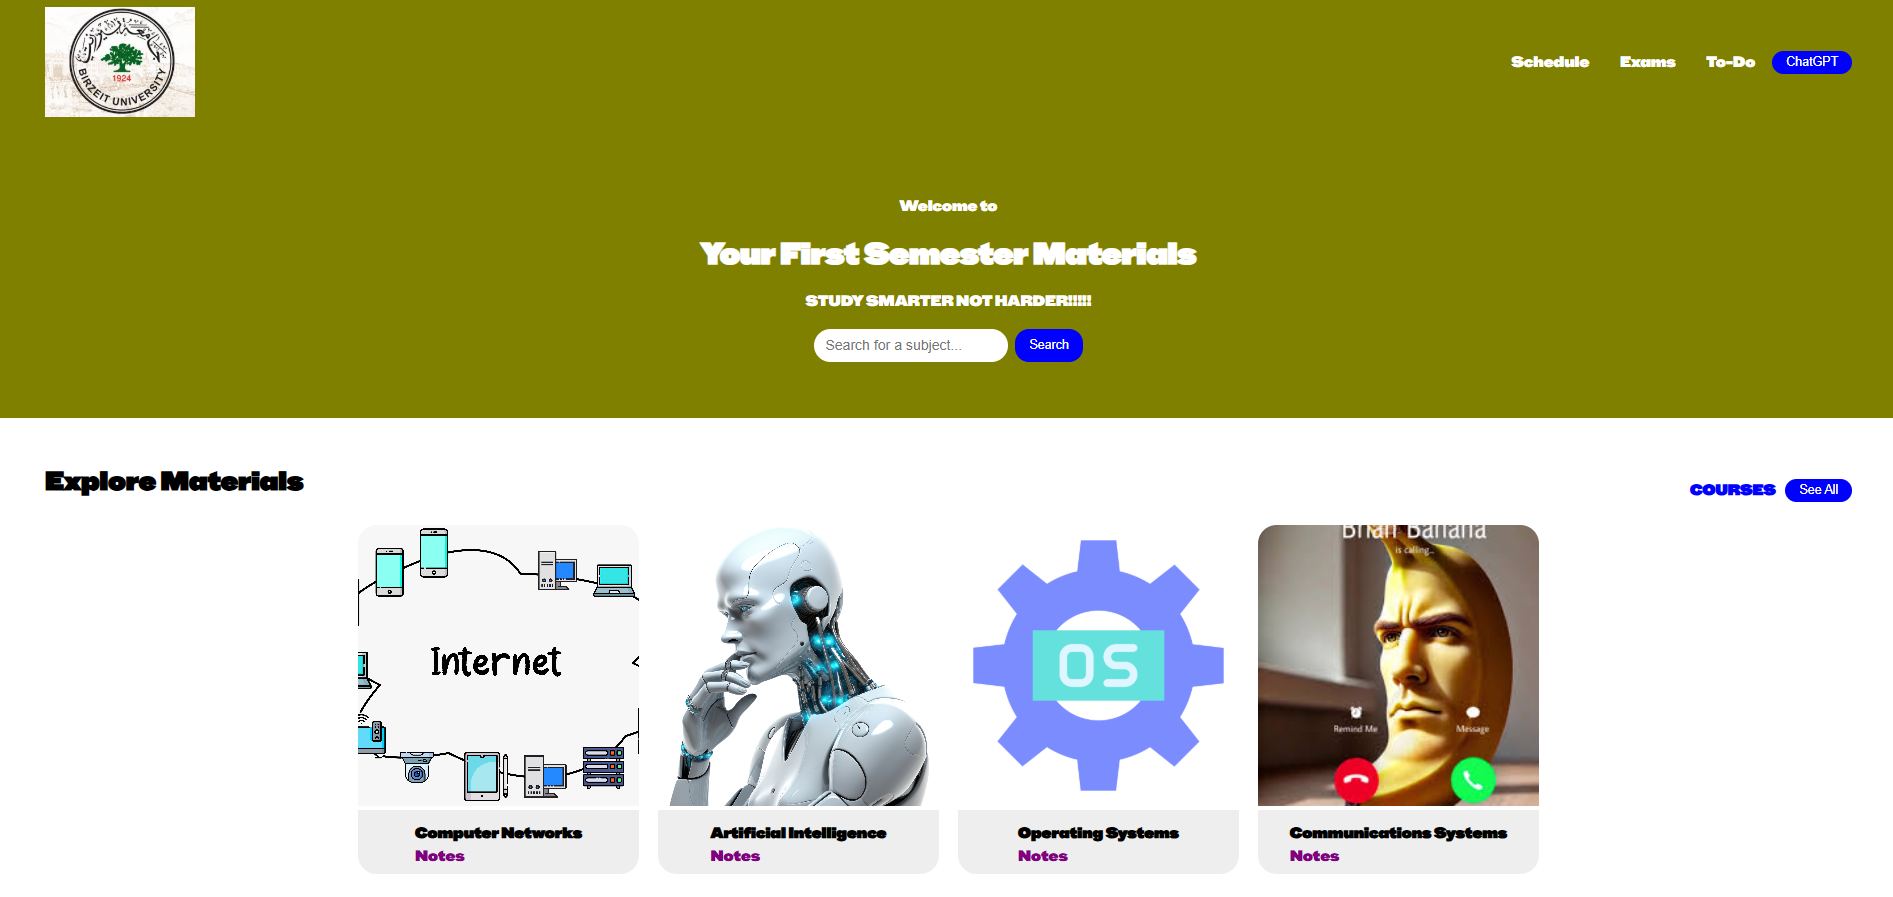 جامعة بيرزيت
1924
BIRZEIT UNIVERSITY
Schedule Exams To-Do ChatGPT
Welcome to
Your First Semester Materials
STUDY SMARTER NOT HARDER!!!!!
Search for a subject... Search
Explore Materials
COURSES See All
Internet
OS
Brian Banana
is calling...
Remind Me Message
Computer Networks
Notes
Artificial Intelligence
Notes
Operating Systems
Notes
Communications Systems
Notes